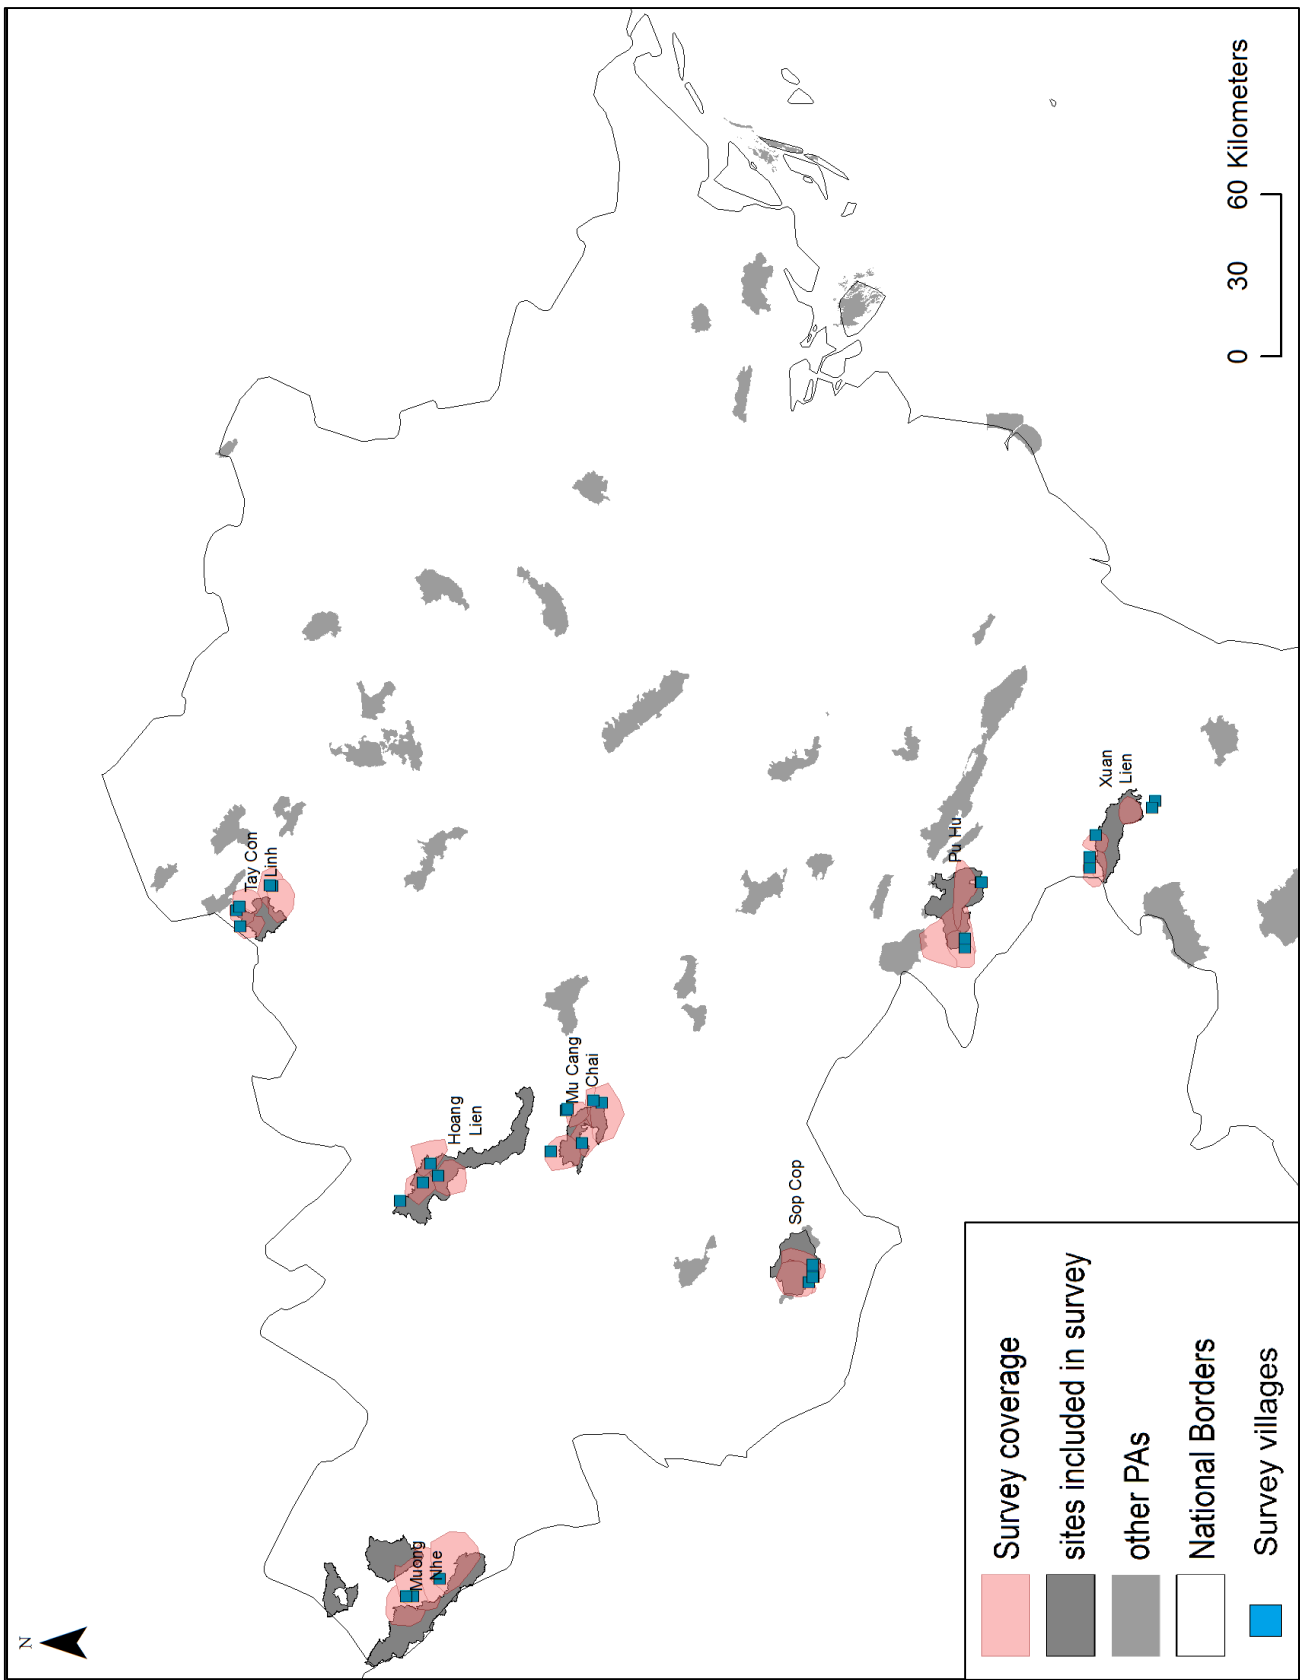 N
Tay Con
Linh
Hoang
Lien
Mu Cang
Chai
Muong
Nhe
Sop Cop
Pu Hu
Xuan
Lien
Survey coverage
sites included in survey
other PAs
National Borders
Survey villages
0 30 60 Kilometers